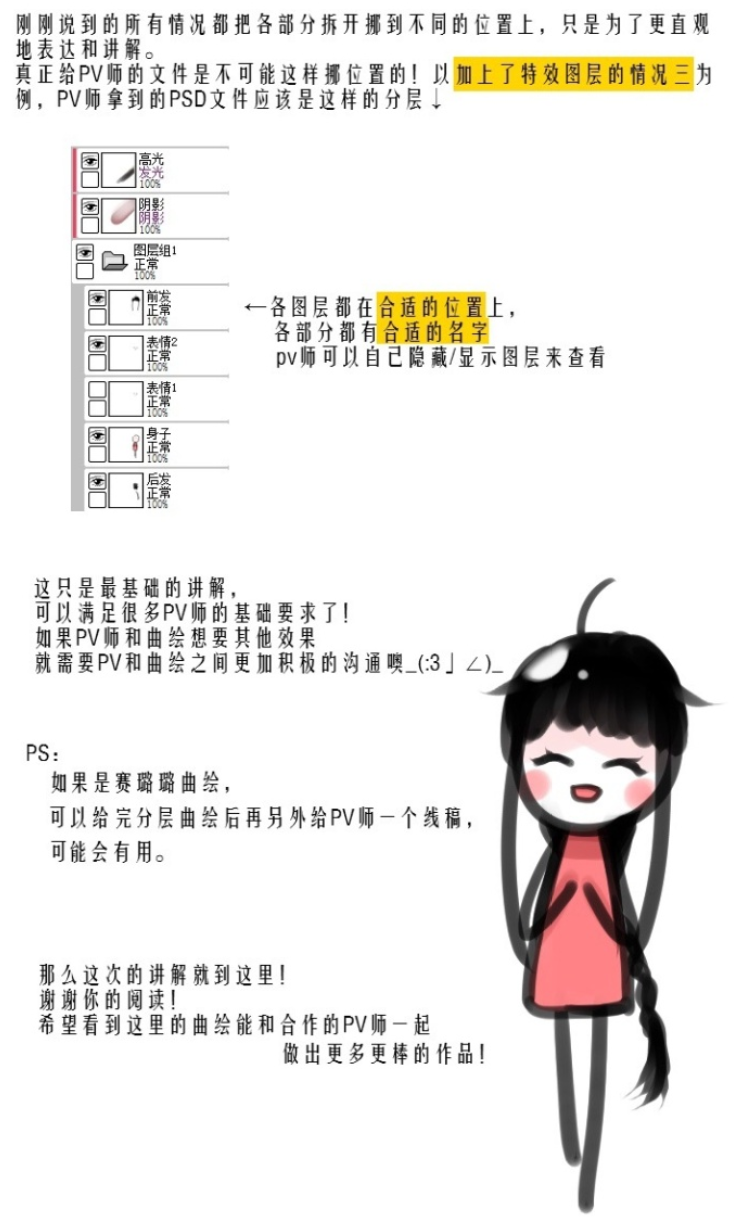 刚刚说到的所有情况都把各部分拆开挪到不同的位置上，只是为了更直观
地表达和讲解。
真正给PV师的文件是不可能这样挪位置的！以加上了特效图层的情况三为
例，PV师拿到的PSD文件应该是这样的分层↓
高光
发光
100%
阴影
阴影
100%
图层组1
正常
100%
前发
正常
100%
表情2
正常
100%
表情1
正常
100%
身子
正常
100%
后发
正常
100%
←各图层都在合适的位置上，
各部分都有合适的名字
pv师可以自己隐藏/显示图层来查看
这只是最基础的讲解，
可以满足很多PV师的基础要求了！
如果PV师和曲绘想要其他效果
就需要PV和曲绘之间更加积极的沟通噢_(:3」∠)_
PS：
如果是赛璐璐曲绘，
可以给完分层曲绘后再另外给PV师一个线稿，
可能会有用。
那么这次的讲解就到这里！
谢谢你的阅读！
希望看到这里的曲绘能和合作的PV师一起
做出更多更棒的作品！